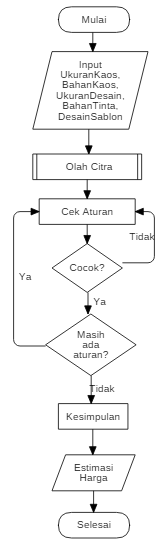 Mulai
Input
UkuranKaos,
BahanKaos,
UkuranDesain,
BahanTinta,
DesainSablon
Olah Citra
Cek Aturan
Tidak
Cocok?
Ya
Ya
Masih
ada
aturan?
Tidak
Kesimpulan
Estimasi
Harga
Selesai